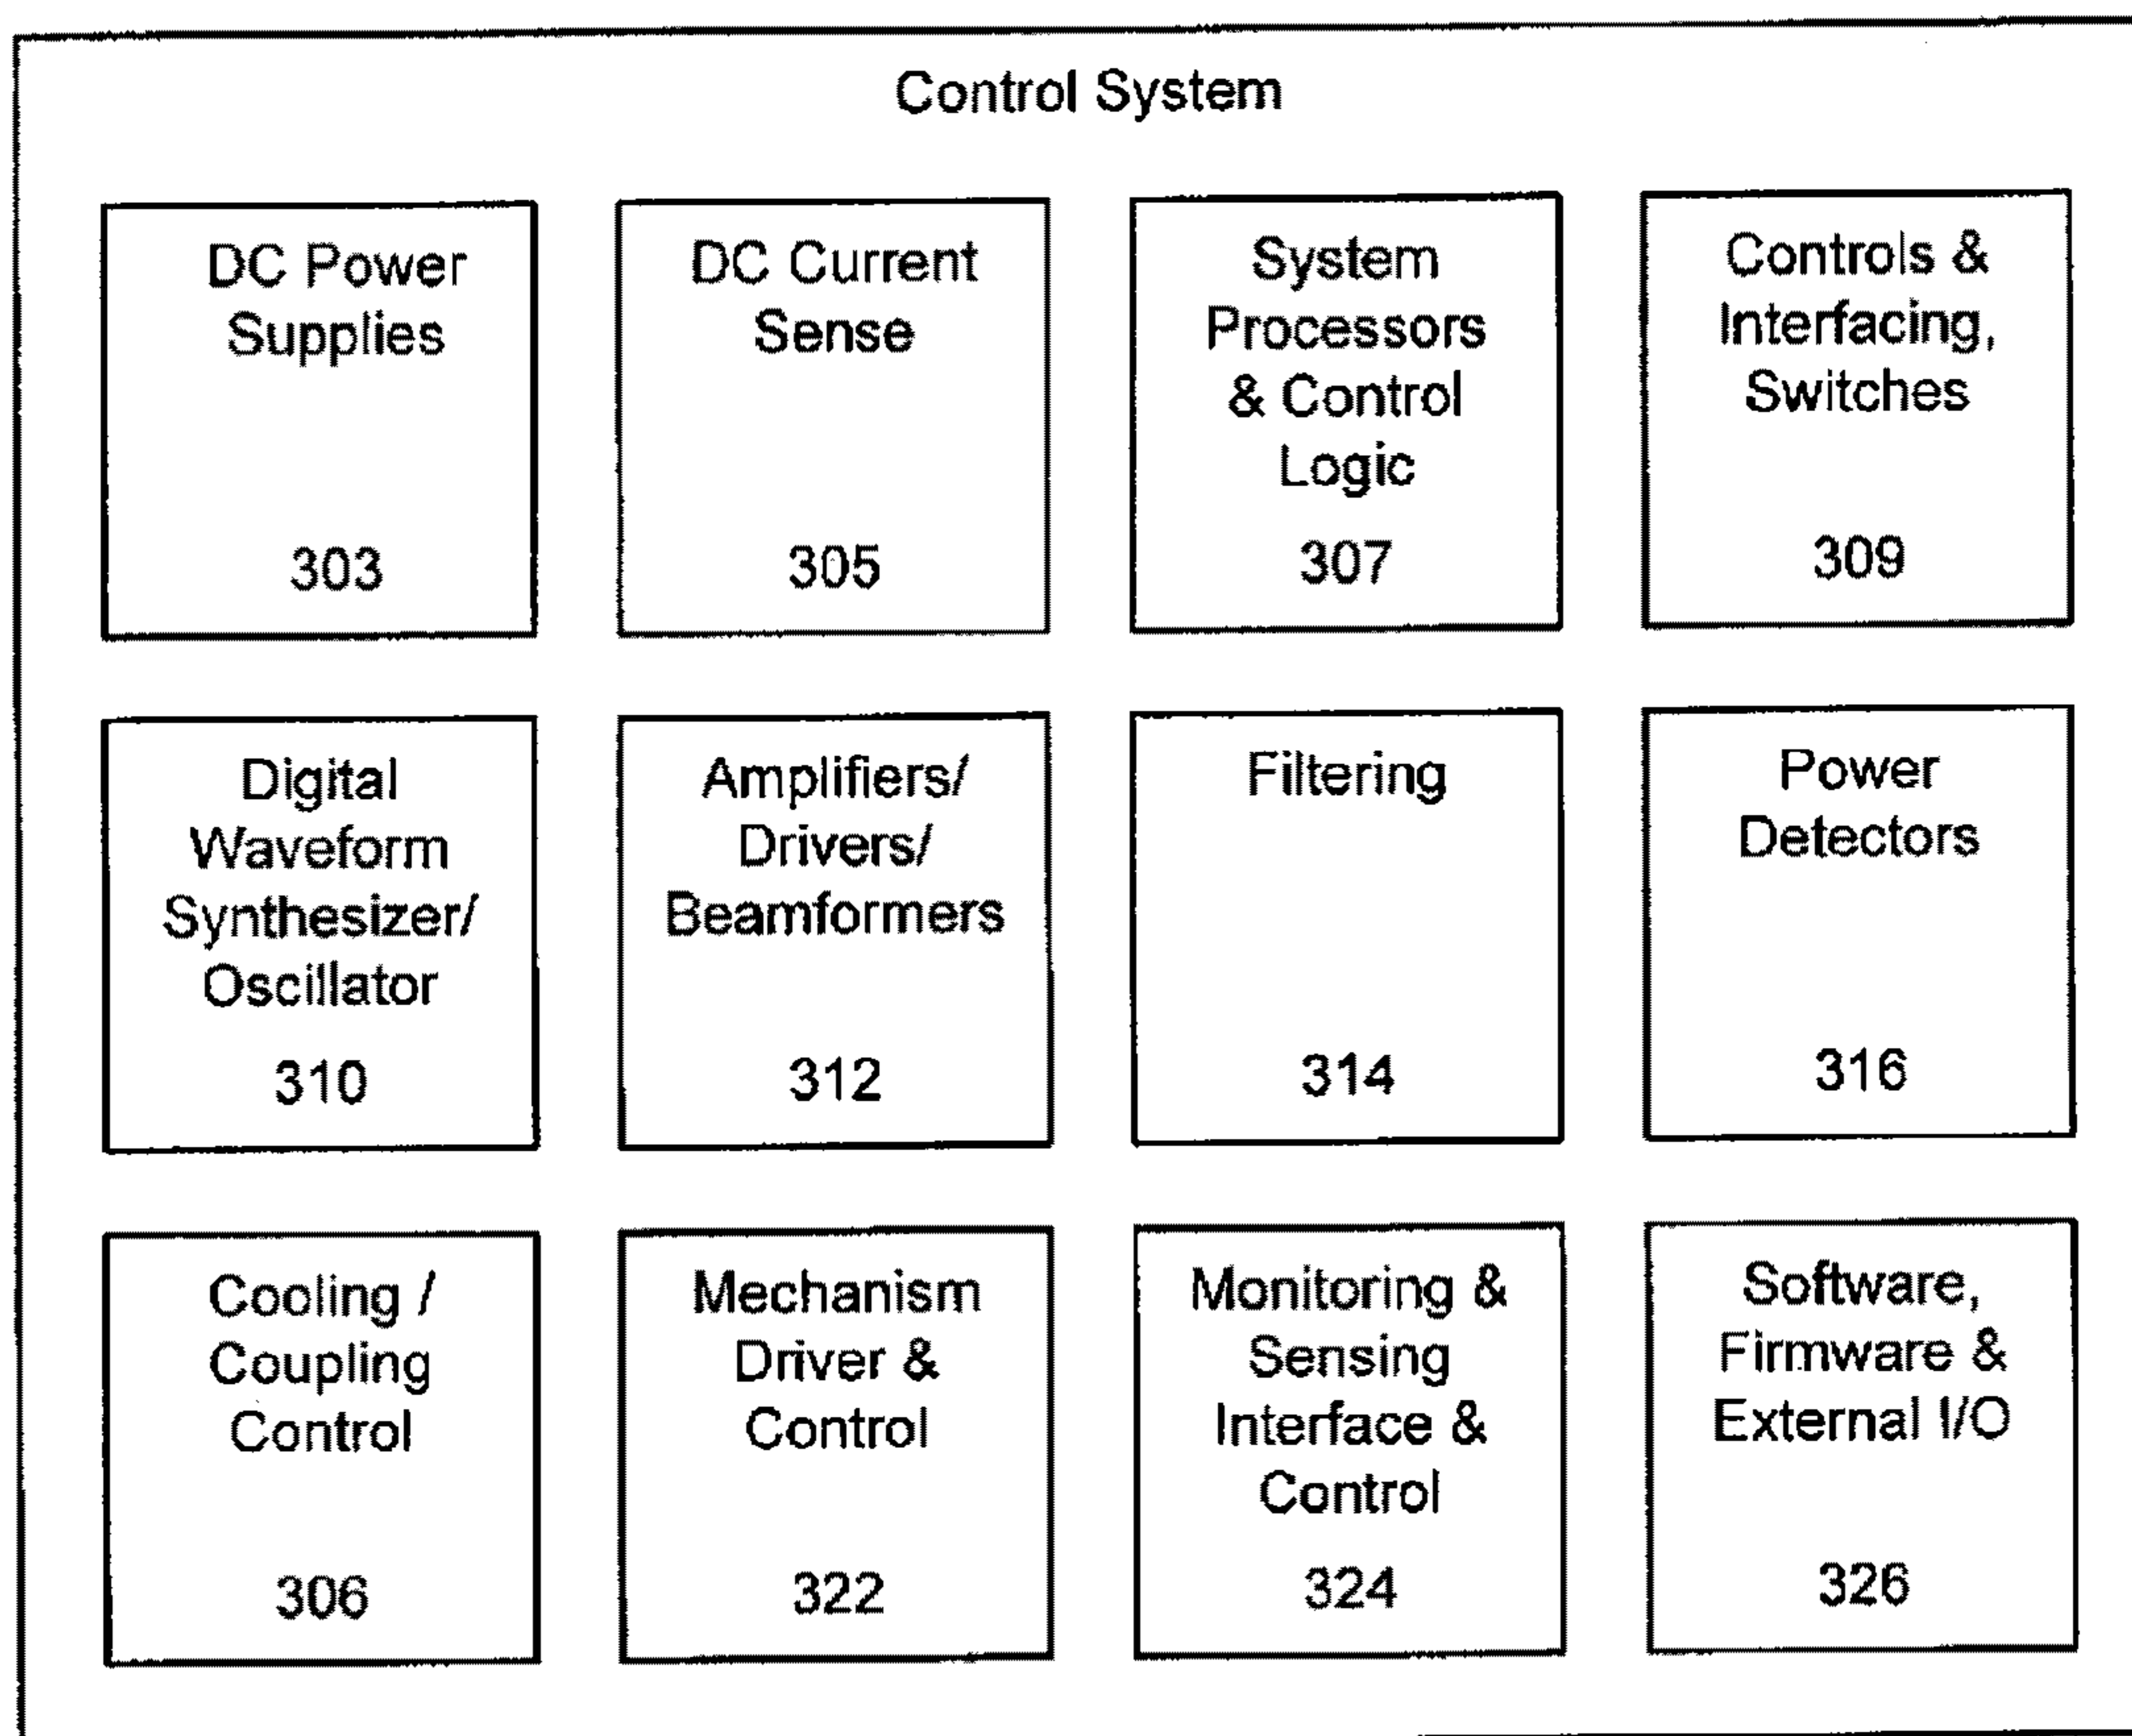 Control System
DC Power
Supplies
303
DC Current
Sense
305
System
Processors
& Control
Logic
307
Controls &
Interfacing,
Switches
309
Digital
Waveform
Synthesizer/
Oscillator
310
Amplifiers/
Drivers/
Beamformers
312
Filtering
314
Power
Detectors
316
Cooling /
Coupling
Control
306
Mechanism
Driver &
Control
322
Monitoring &
Sensing
Interface &
Control
324
Software,
Firmware &
External I/O
326